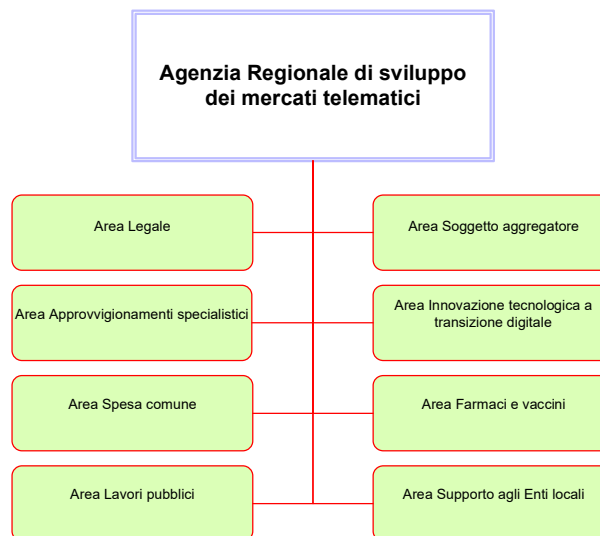 Agenzia Regionale di sviluppo
dei mercati telematici
Area Legale
Area Soggetto aggregatore
Area Approvvigionamenti specialistici
Area Innovazione tecnologica a
transizione digitale
Area Spesa comune
Area Farmaci e vaccini
Area Lavori pubblici
Area Supporto agli Enti locali